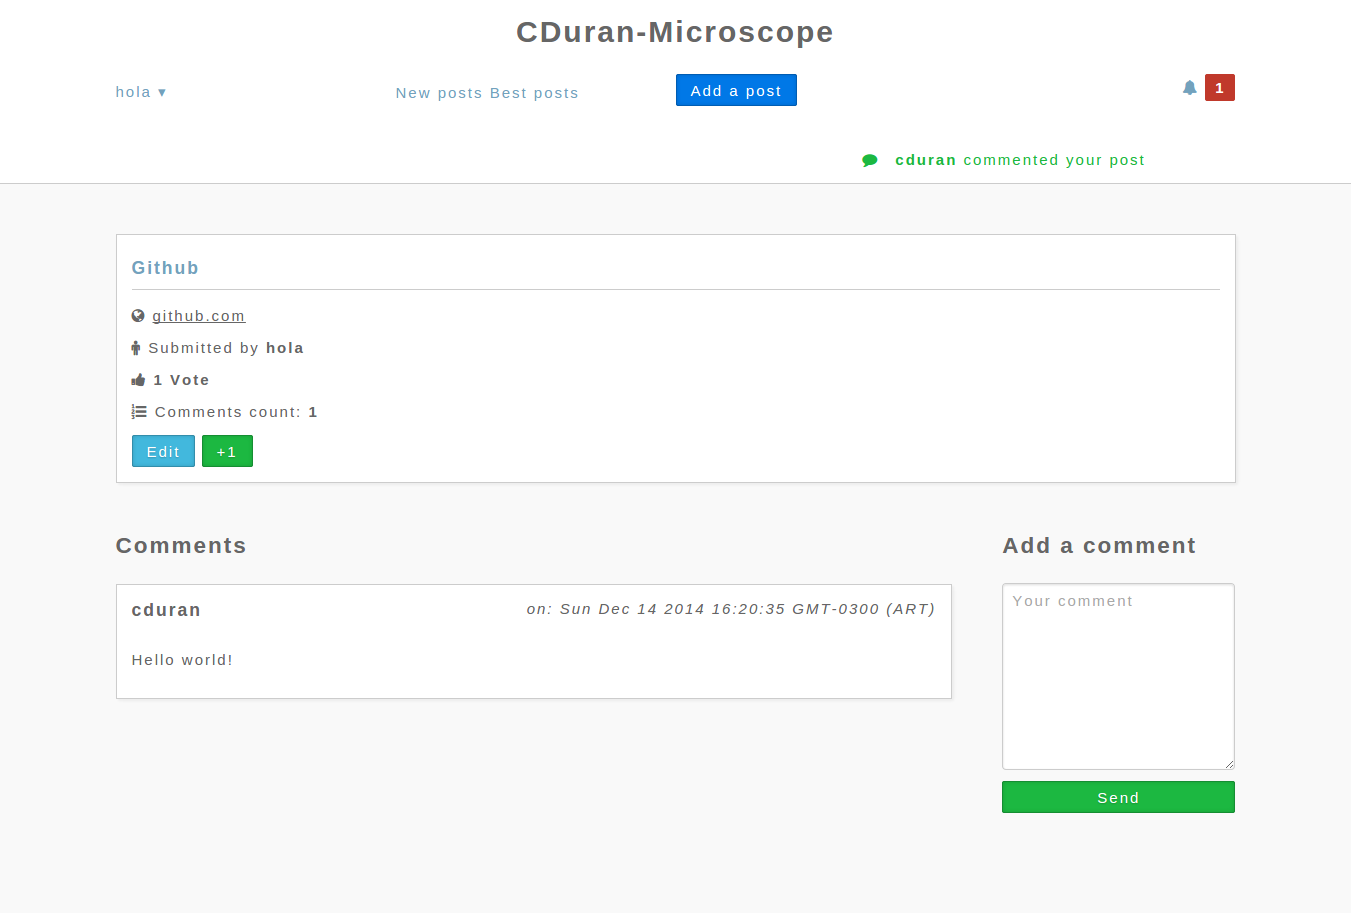 CDuran-Microscope
hola ▾
New posts Best posts
Add a post
1
cduran commented your post
Github
github.com
Submitted by hola
1 Vote
Comments count: 1
Edit +1
Comments
cduran on: Sun Dec 14 2014 16:20:35 GMT-0300 (ART)
Hello world!
Add a comment
Your comment
Send